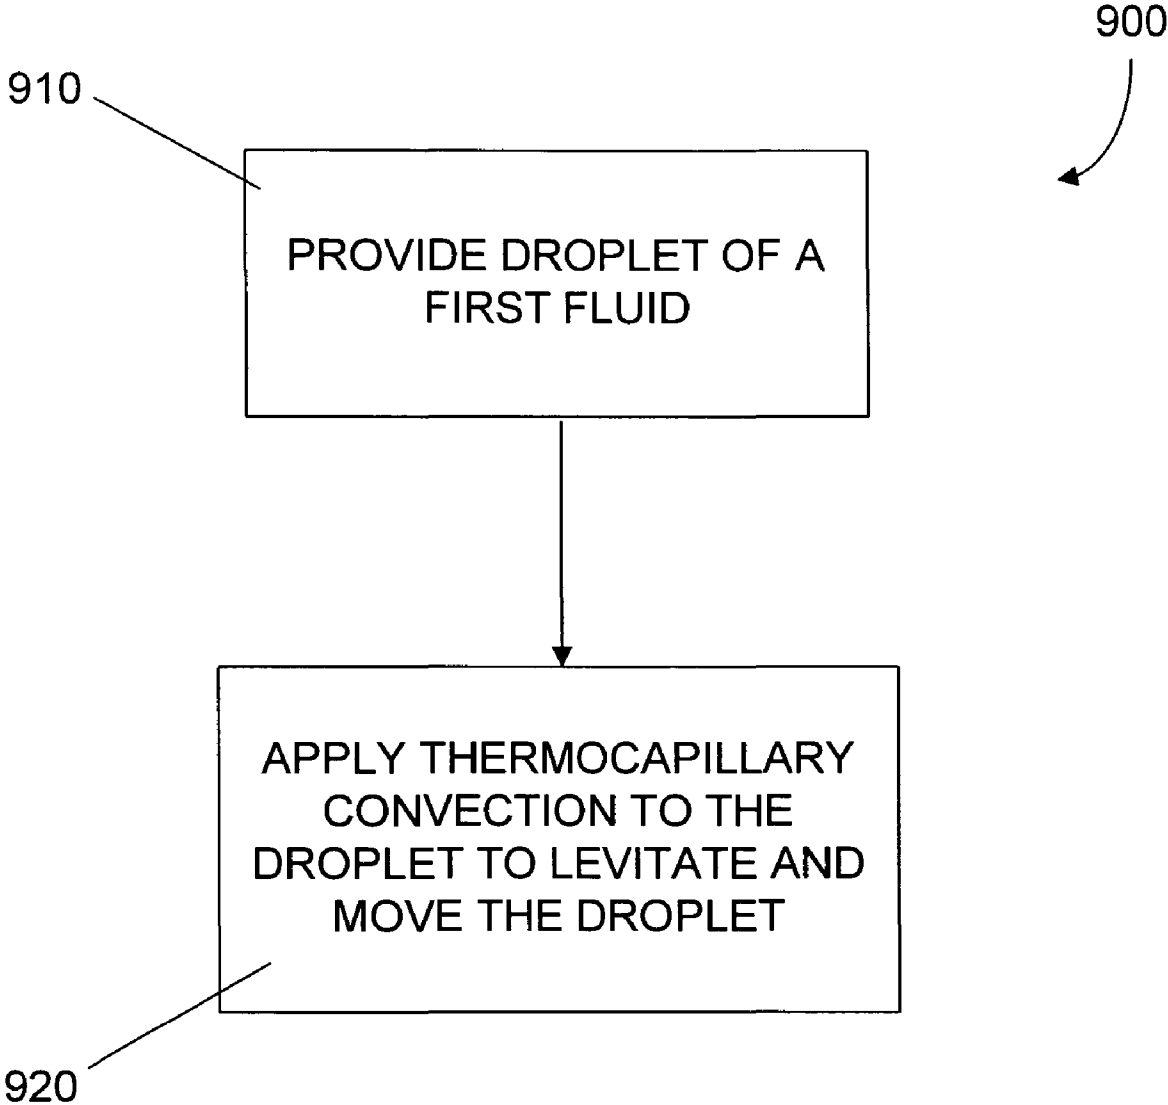 900
910
PROVIDE DROPLET OF A
FIRST FLUID
APPLY THERMOCAPILLARY
CONVECTION TO THE
DROPLET TO LEVITATE AND
MOVE THE DROPLET
920